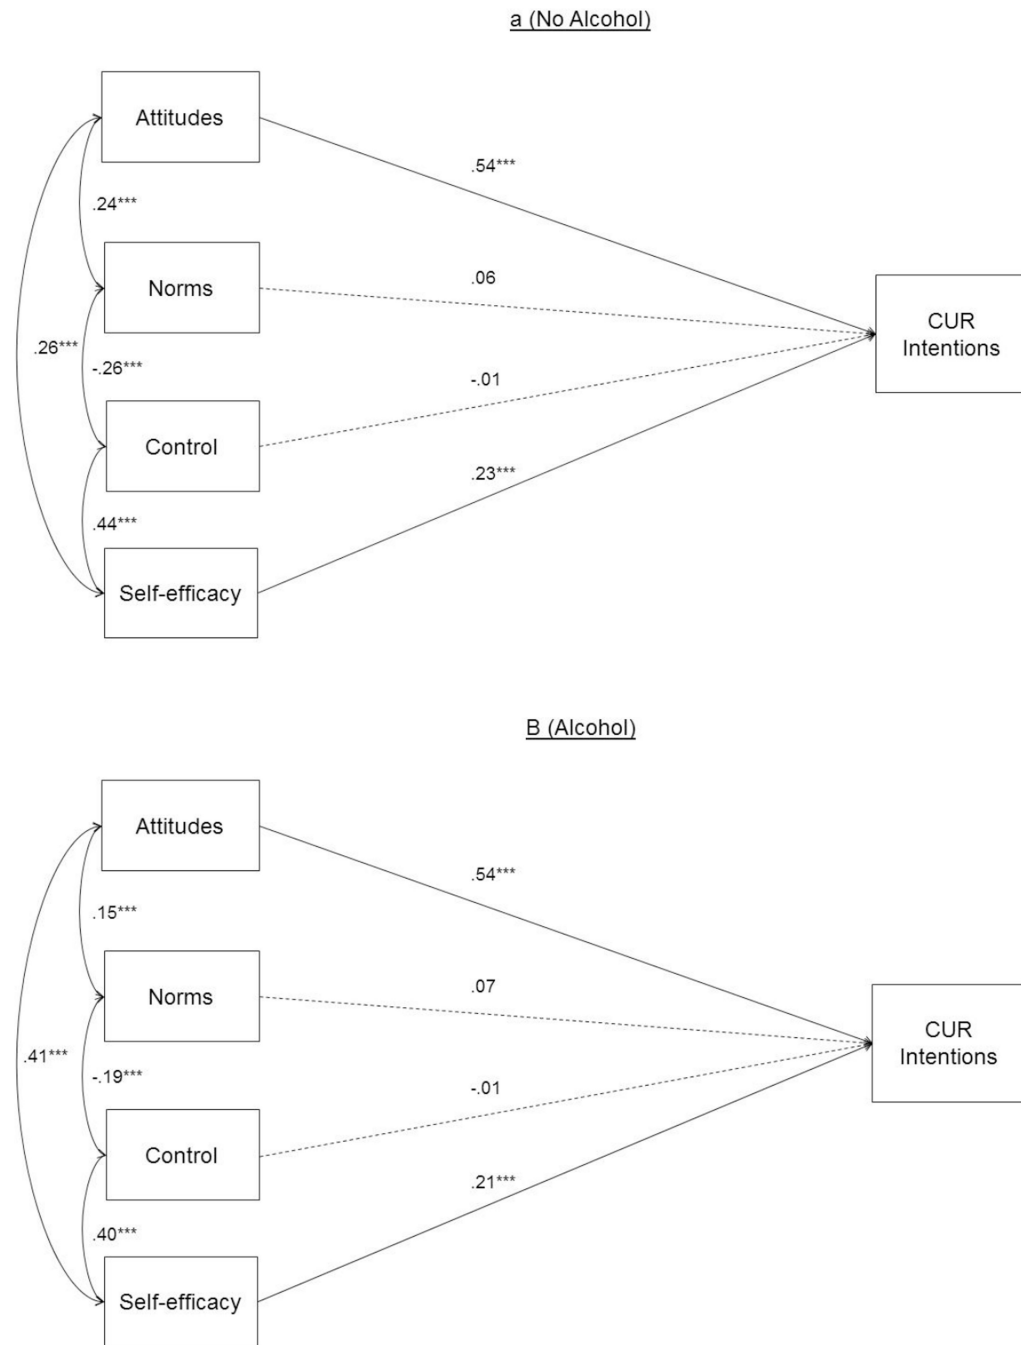 a (No Alcohol)
Attitudes
.54***
.24***
Norms
.06
CUR
Intentions
.26***
-.26***
-.01
Control
.23***
.44***
Self-efficacy
B (Alcohol)
Attitudes
.54***
.15***
Norms
.07
CUR
Intentions
.41***
-.19***
-.01
Control
.21***
.40***
Self-efficacy